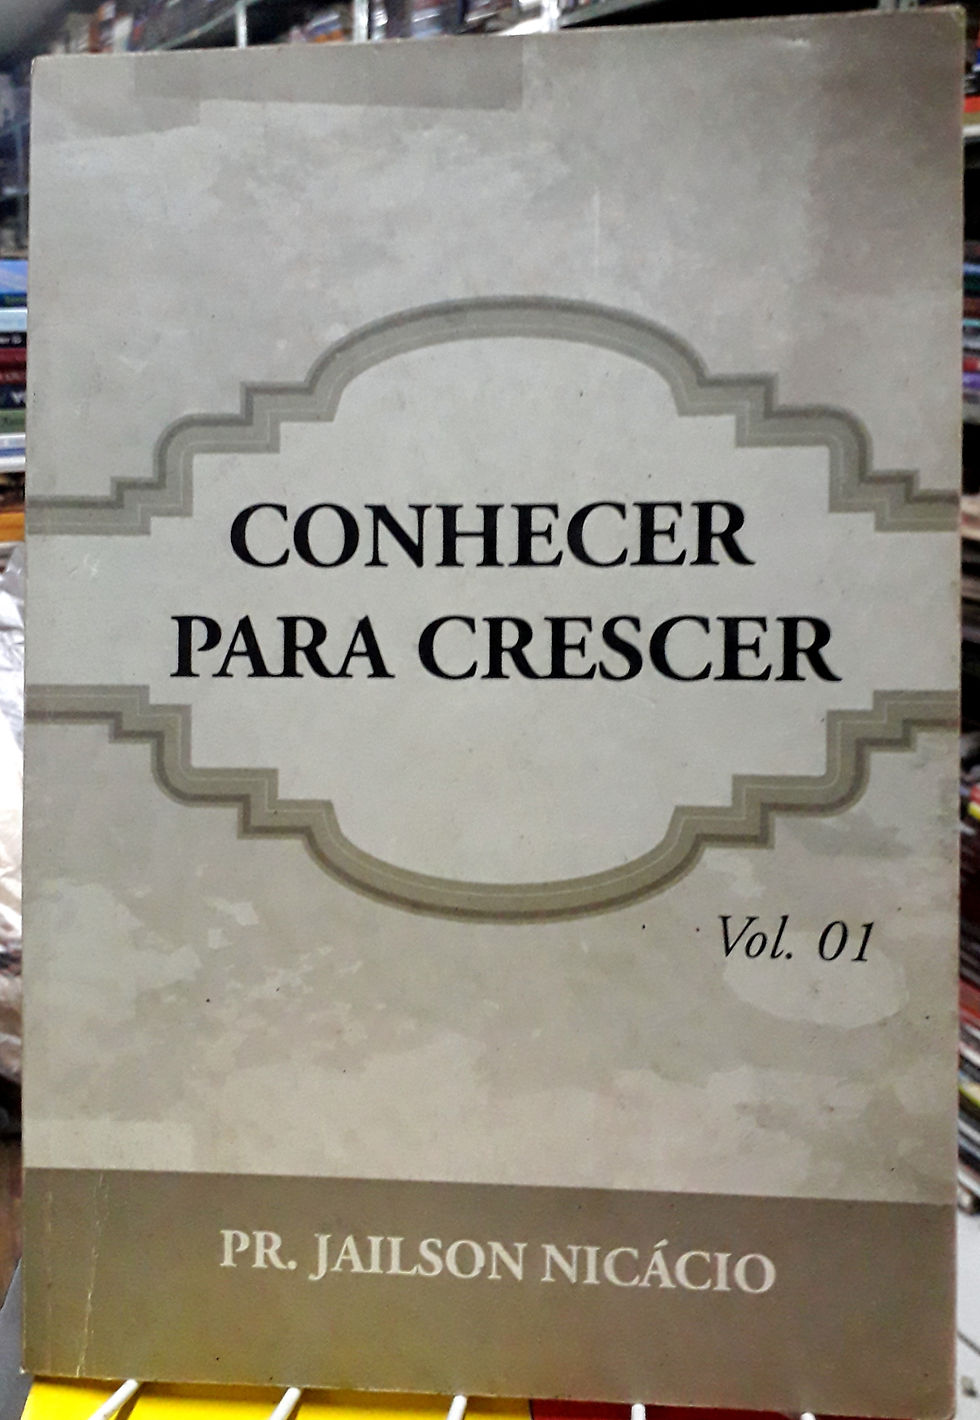 CONHECER
PARA CRESCER
Vol. 01
PR. JAILSON NICÁCIO